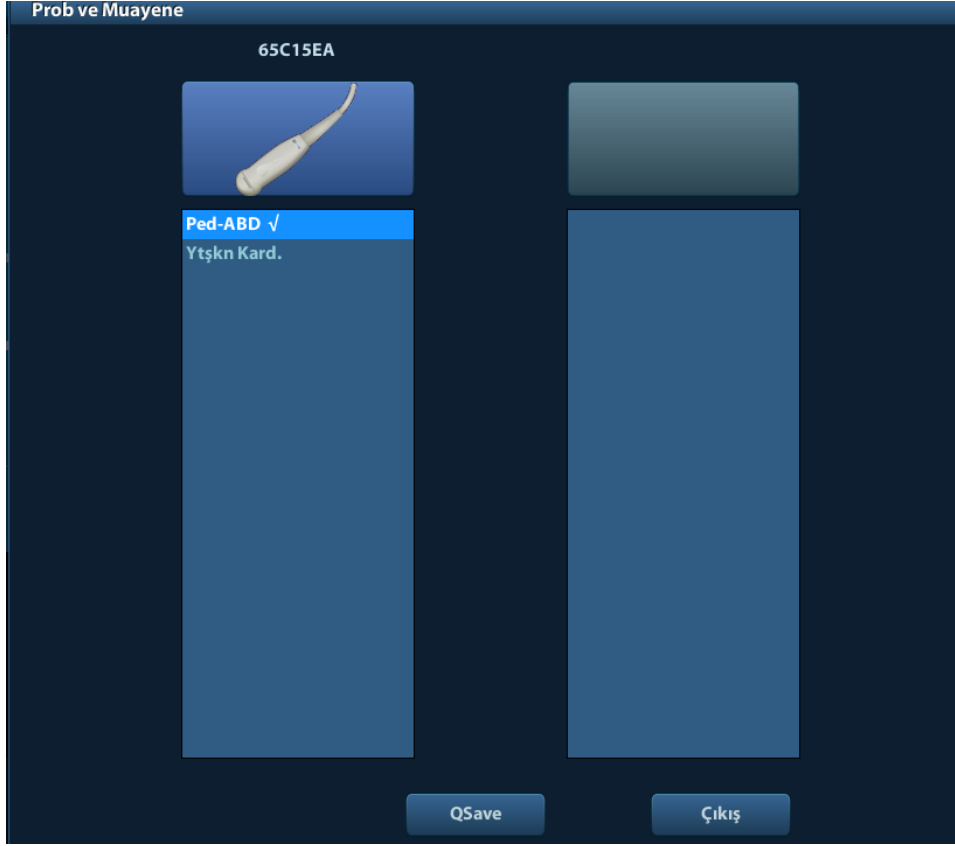 Prob ve Muayene
65C15EA
Ped-ABD √
Ytşkn Kard.
QSave
Çıkış